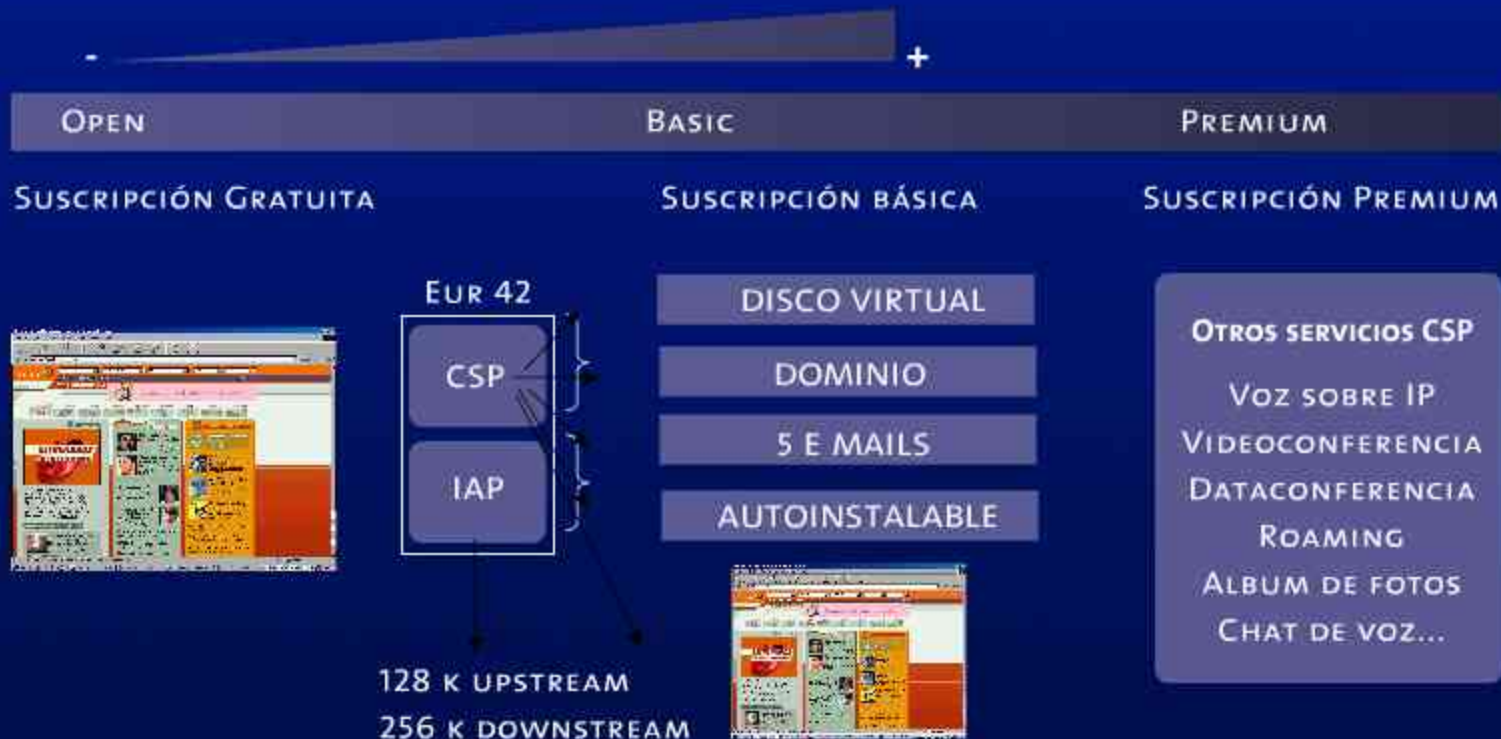 - +
OPEN BASIC PREMIUM
SUSCRIPCIÓN GRATUITA SUSCRIPCIÓN BÁSICA SUSCRIPCIÓN PREMIUM
EUR 42
CSP
IAP
128 K UPSTREAM
256 K DOWNSTREAM
DISCO VIRTUAL
DOMINIO
5 E MAILS
AUTOINSTALABLE
OTROS SERVICIOS CSP
VOZ SOBRE IP
VIDEOCONFERENCIA
DATACONFERENCIA
ROAMING
ALBUM DE FOTOS
CHAT DE VOZ...